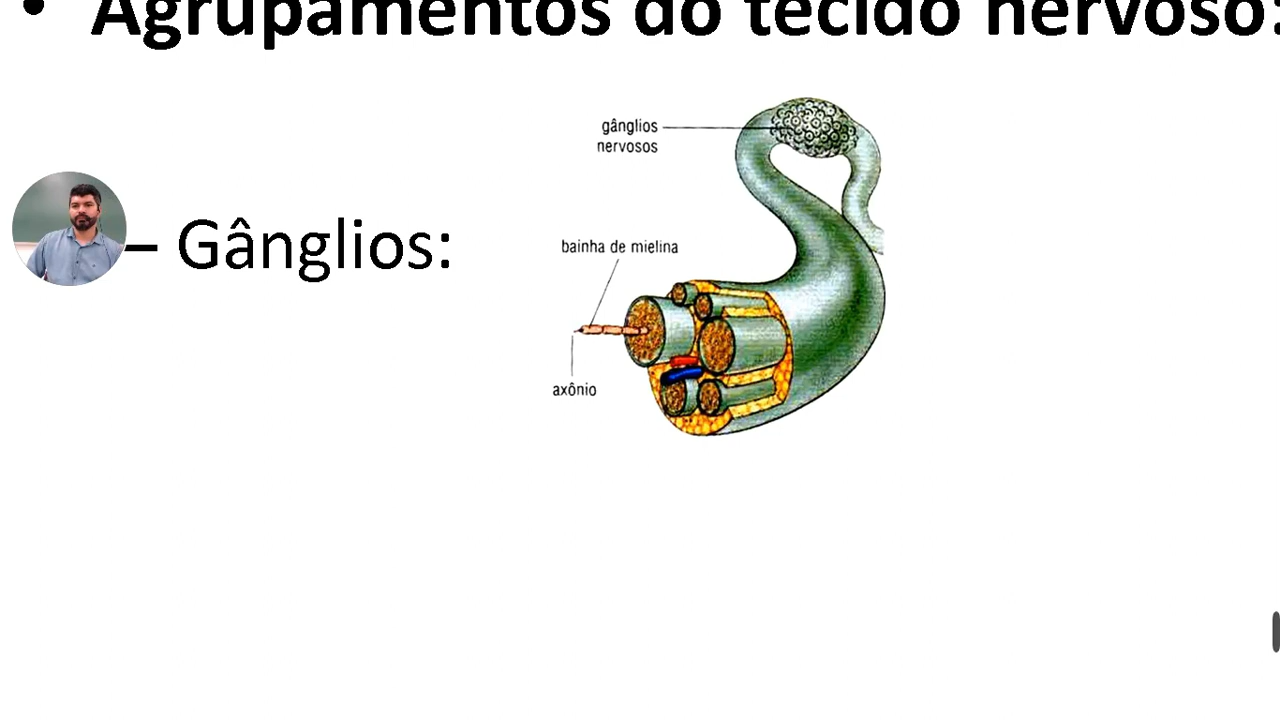 • Agrupamentos do tecido nervoso:
gânglios
nervosos
– Gânglios:
bainha de mielina
axônio